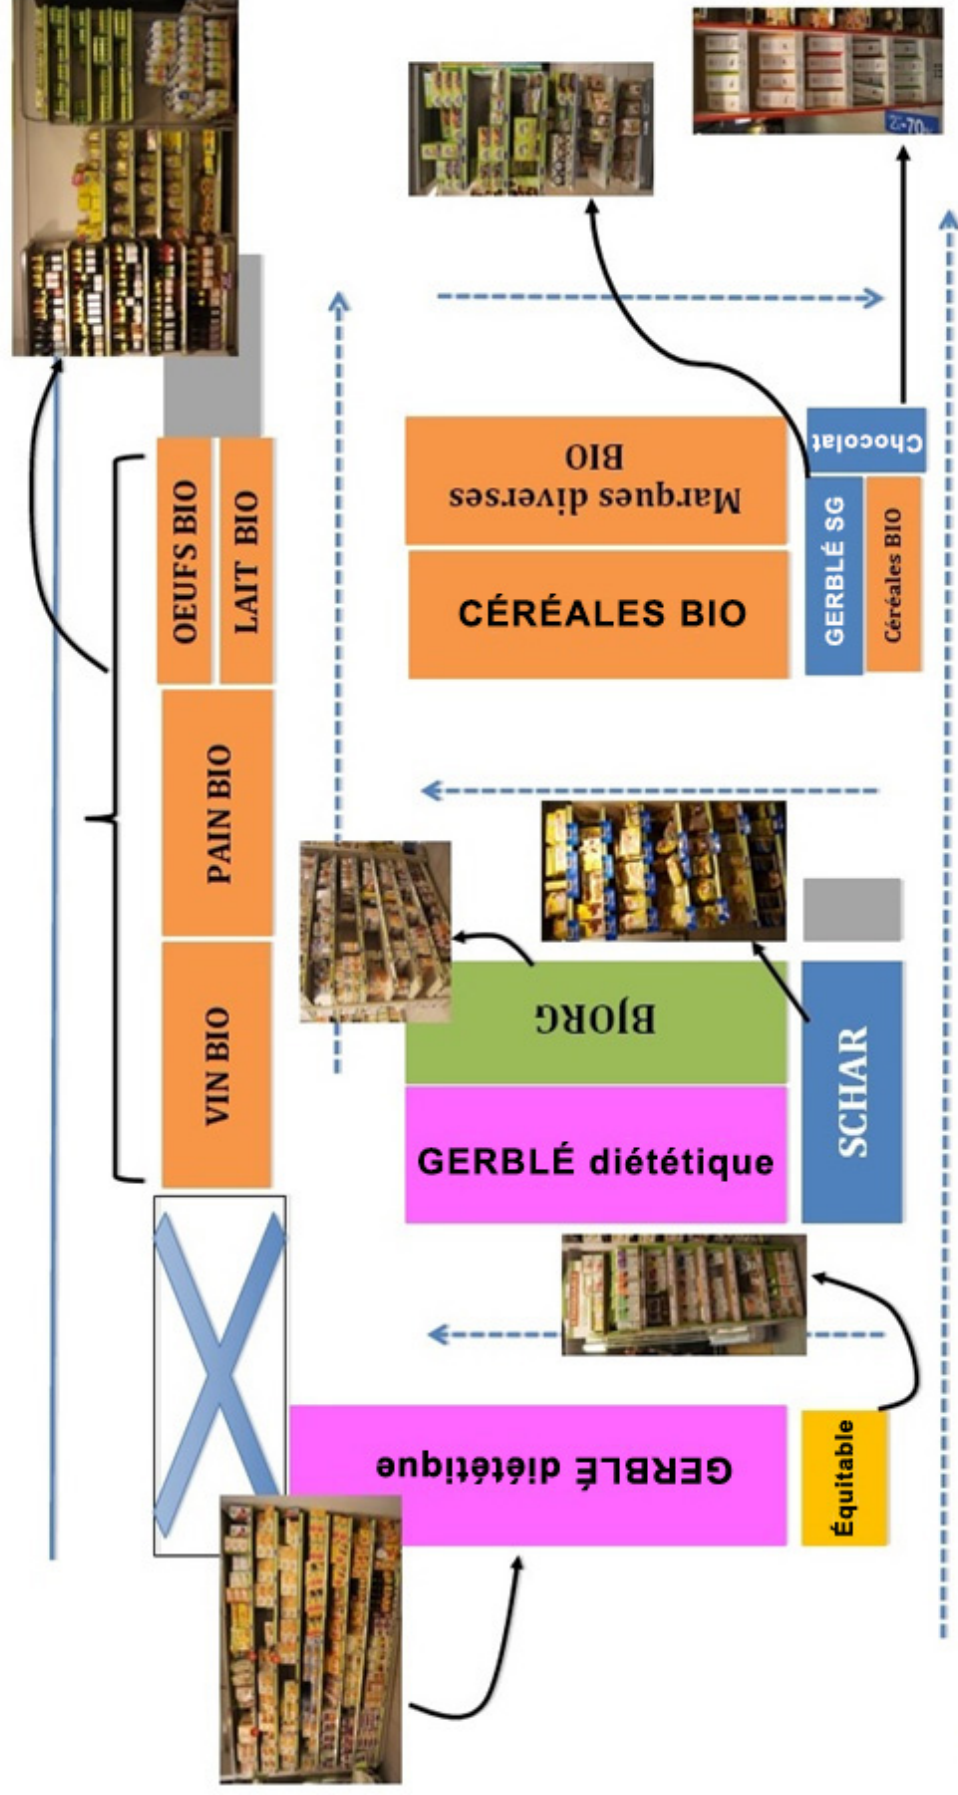 OEUFS BIO
LAIT BIO
PAIN BIO
VIN BIO
Marques diverses
BIO
CÉRÉALES BIO
Chocolat
GERBLÉ SG
Céréales BIO
BJORG
GERBLÉ diététique
SCHAR
GERBLÉ diététique
Équitable